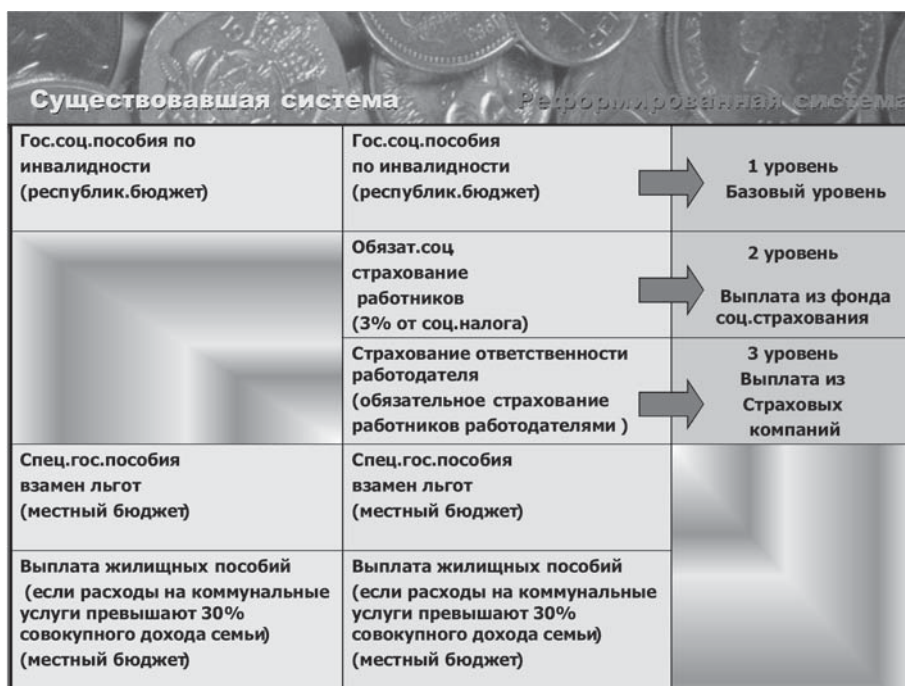 Существовавшая система
Реформированная система
Гос.соц.пособия по
инвалидности
(республик.бюджет)
Гос.соц.пособия
по инвалидности
(республик.бюджет)
1 уровень
Базовый уровень
Обязат.соц.
страхование
работников
(3% от соц.налога)
2 уровень
Выплата из фонда
соц.страхования
Страхование ответственности
работодателя
(обязательное страхование
работников работодателями )
3 уровень
Выплата из
Страховых
компаний
Спец.гос.пособия
взамен льгот
(местный бюджет)
Спец.гос.пособия
взамен льгот
(местный бюджет)
Выплата жилищных пособий
(если расходы на коммунальные
услуги превышают 30%
совокупного дохода семьи)
(местный бюджет)
Выплата жилищных пособий
(если расходы на коммунальные
услуги превышают 30%
совокупного дохода семьи)
(местный бюджет)